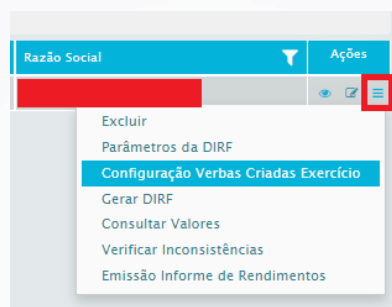 Razão Social
Ações
Excluir
Parâmetros da DIRF
Configuração Verbas Criadas Exercício
Gerar DIRF
Consultar Valores
Verificar Inconsistências
Emissão Informe de Rendimentos